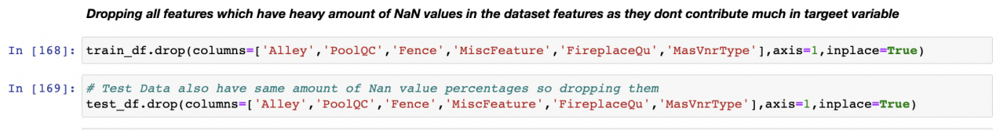 Dropping all features which have heavy amount of NaN values in the dataset features as they dont contribute much in targeet variable
In [168]: train_df.drop(columns=['Alley','PoolQC','Fence','MiscFeature','FireplaceQu','MasVnrType'],axis=1,inplace=True)
In [169]: # Test Data also have same amount of Nan value percentages so dropping them
test_df.drop(columns=['Alley','PoolQC','Fence','MiscFeature','FireplaceQu','MasVnrType'],axis=1,inplace=True)